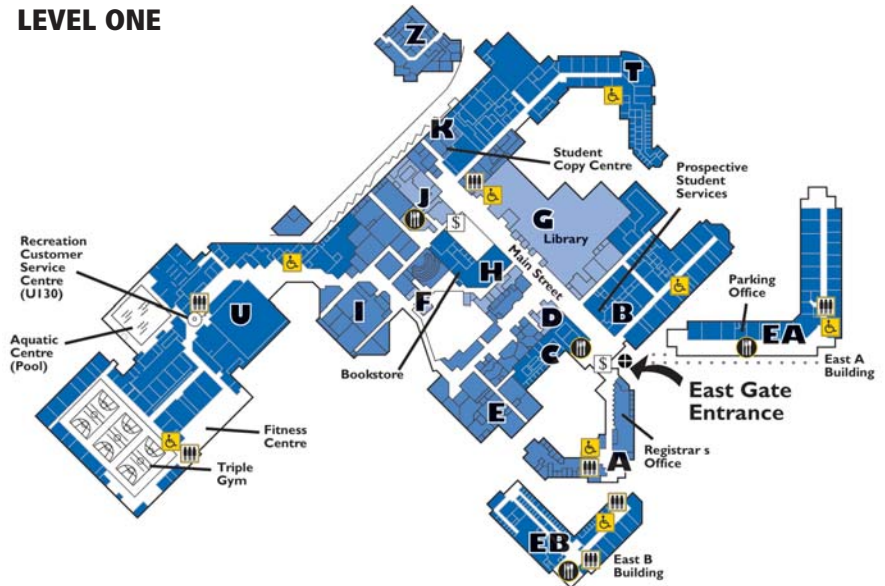 LEVEL ONE
Z
T
K
Student
Copy Centre
Prospective
Student
Services
J
$
G
Library
Recreation
Customer
Service
Centre
(U130)
Main Street
H
Parking
Office
U
I
F
B
D
EA
Aquatic
Centre
(Pool)
C
$
East A
Building
Bookstore
East Gate
Entrance
E
Fitness
Centre
Registrar s
Office
A
Triple
Gym
EB
East B
Building